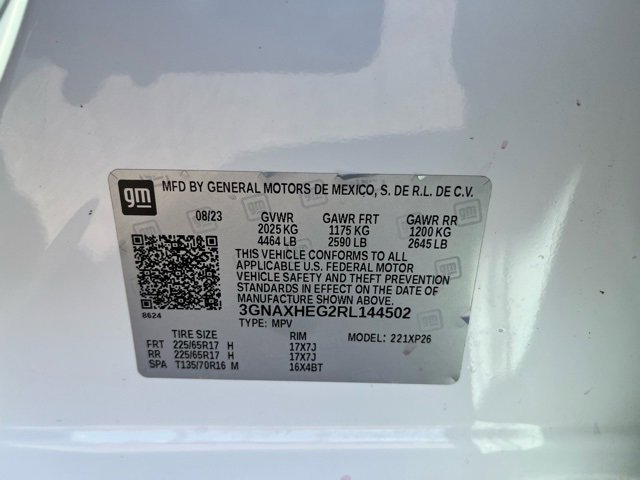 gm
MFD BY GENERAL MOTORS DE MEXICO, S. DE R.L. DE C.V.
08/23 GVWR GAWR FRT GAWR RR
2025 KG 1175 KG 1200 KG
4464 LB 2590 LB 2645 LB
THIS VEHICLE CONFORMS TO ALL
APPLICABLE U.S. FEDERAL MOTOR
VEHICLE SAFETY AND THEFT PREVENTION
STANDARDS IN EFFECT ON THE DATE OF
MANUFACTURE SHOWN ABOVE.
8624 3GNAXHEG2RL144502
TYPE: MPV MODEL: 221XP26
TIRE SIZE RIM
FRT 225/65R17 H 17X7J
RR 225/65R17 H 17X7J
SPA T135/70R16 M 16X4BT